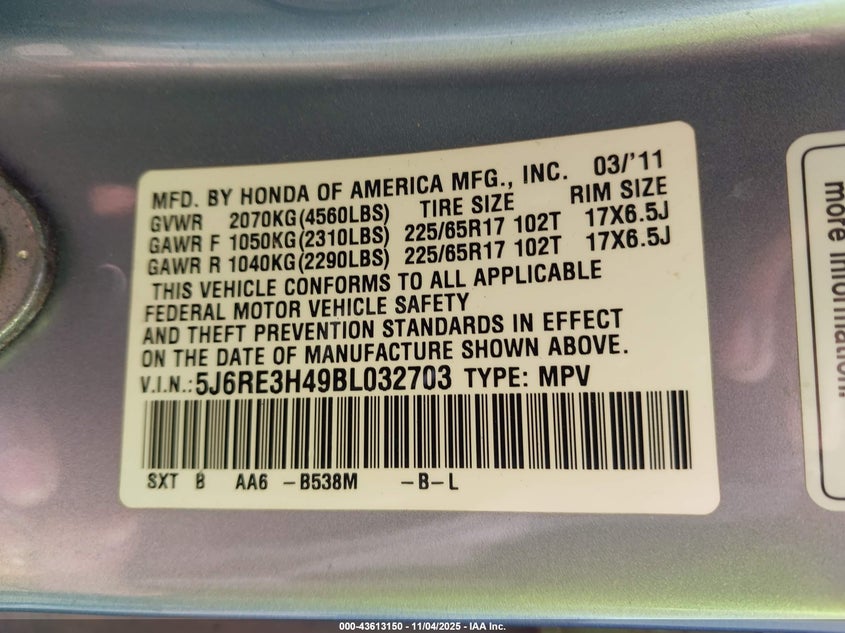 MFD. BY HONDA OF AMERICA MFG., INC. 03/'11
GVWR 2070KG(4560LBS) TIRE SIZE RIM SIZE
GAWR F 1050KG(2310LBS) 225/65R17 102T 17X6.5J
GAWR R 1040KG(2290LBS) 225/65R17 102T 17X6.5J
THIS VEHICLE CONFORMS TO ALL APPLICABLE
FEDERAL MOTOR VEHICLE SAFETY
AND THEFT PREVENTION STANDARDS IN EFFECT
ON THE DATE OF MANUFACTURE SHOWN ABOVE.
V.I.N.: 5J6RE3H49BL032703 TYPE: MPV
SXT B AA6 -B538M -B-L
more information.
000-43613150 - 11/04/2025 - IAA Inc.